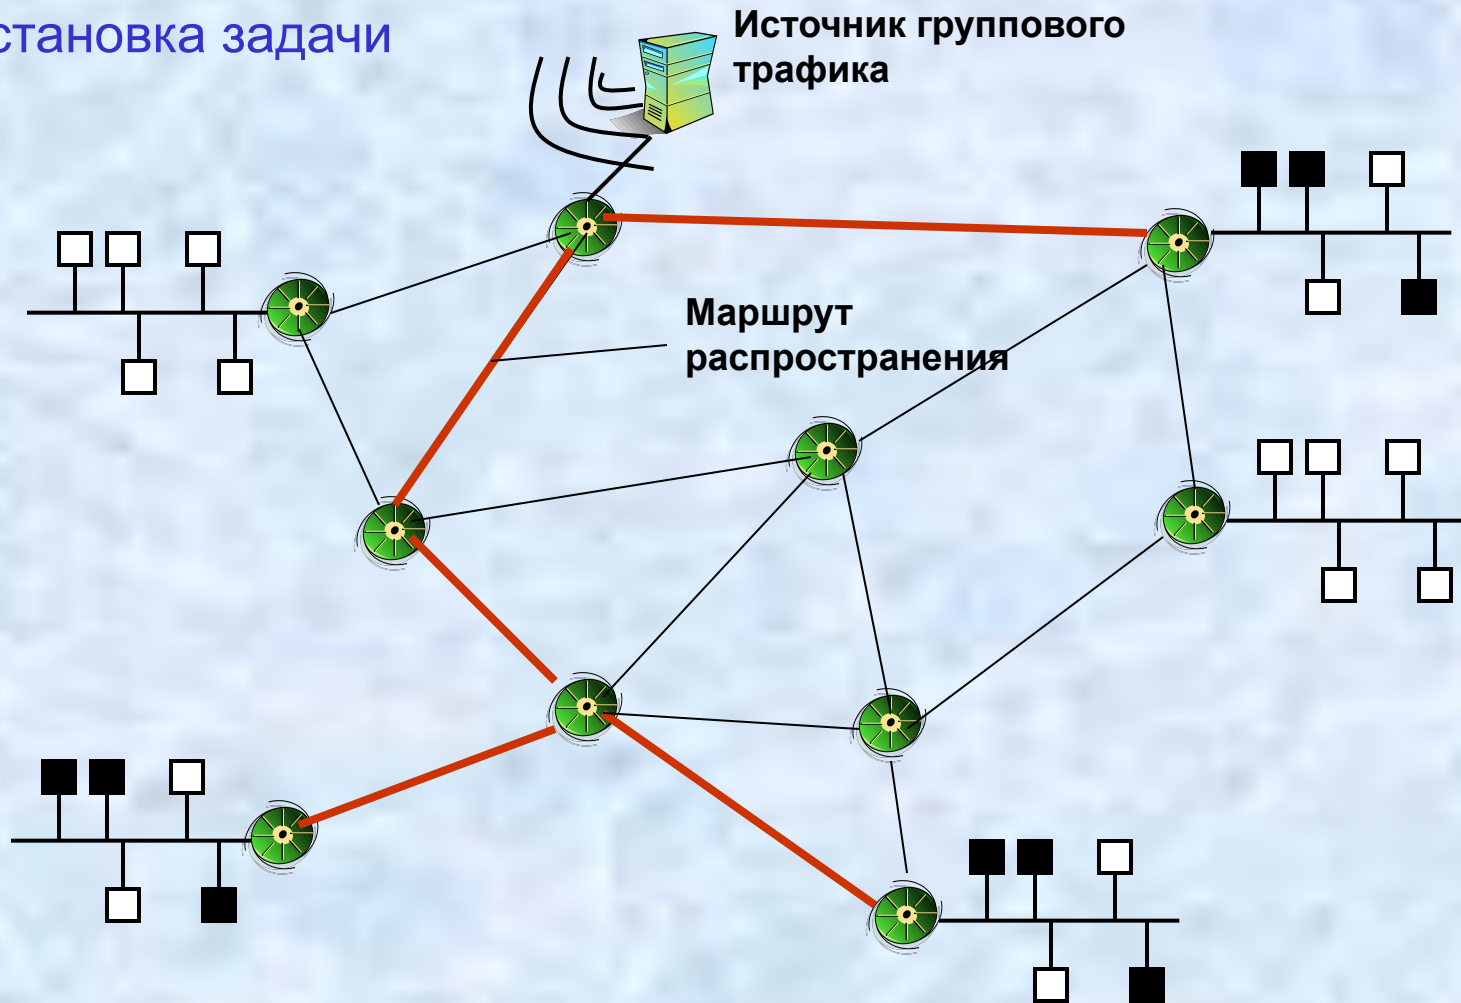 становка задачи
Источник группового
трафика
Маршрут
распространения